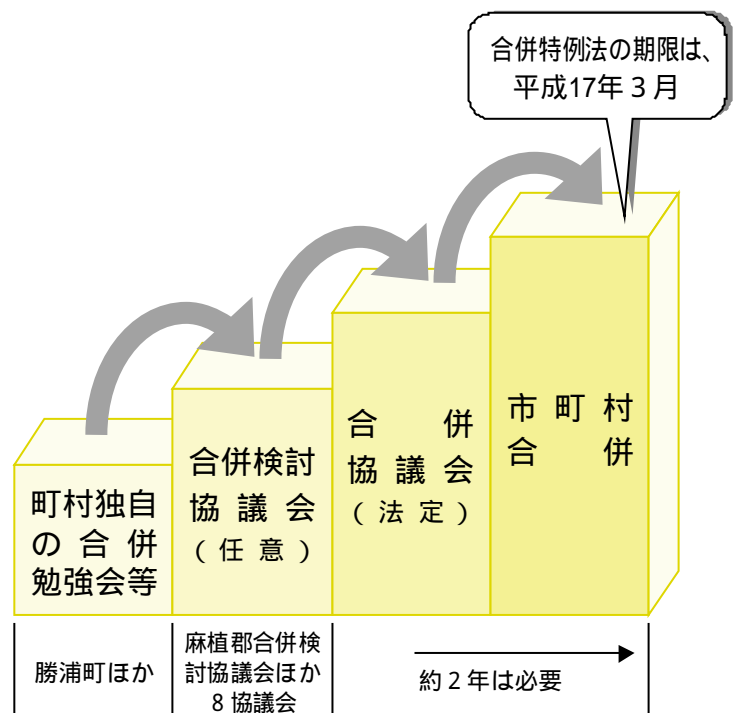 合併特例法の期限は、
平成17年３月
町村独自
の合併
勉強会等
合併検討
協議会
（任意）
合併
協議会
（法定）
市町村
合併
勝浦町ほか
麻植郡合併検
討協議会ほか
８協議会
約２年は必要